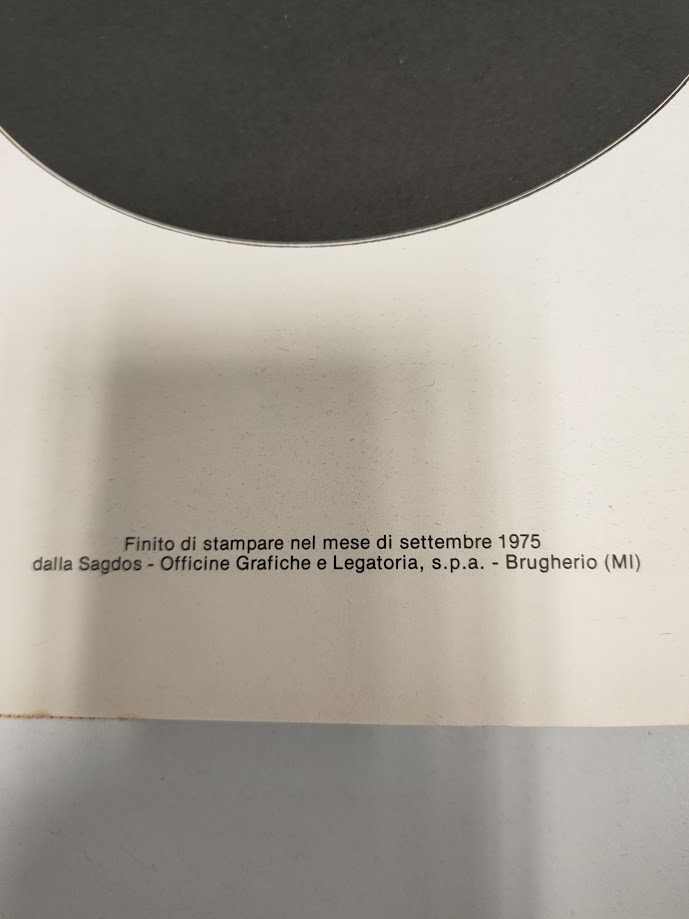 Finito di stampare nel mese di settembre 1975
dalla Sagdos - Officine Grafiche e Legatoria, s.p.a. - Brugherio (MI)